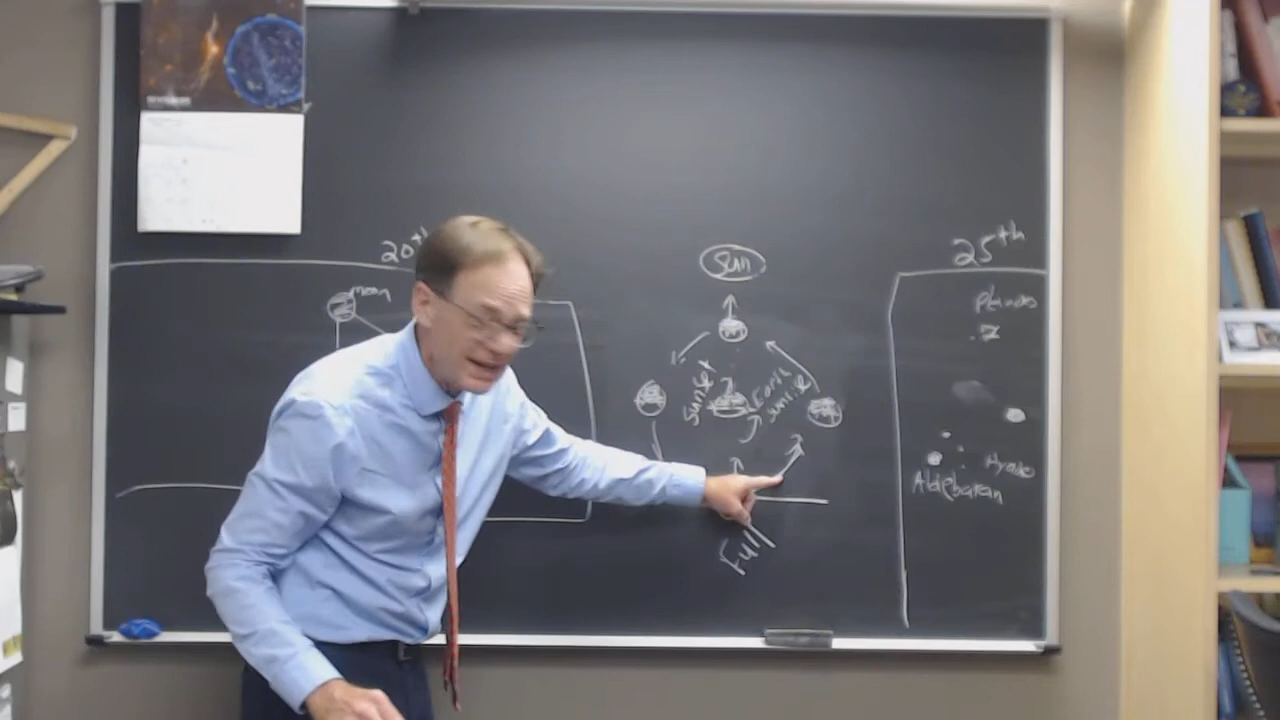 20th
moon
Sun
Sunset
Earth
sunrise
Full
25th
Pleiades
Hyades
Aldebaran